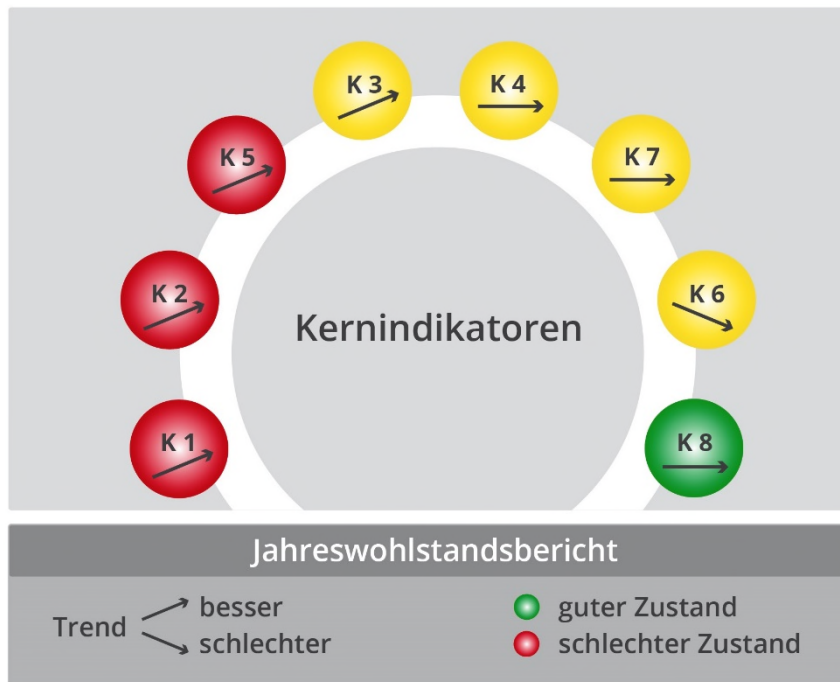 K 3
K 4
K 5
K 7
K 2
K 6
Kernindikatoren
K 1
K 8
Jahreswohlstandsbericht
Trend
besser
schlechter
guter Zustand
schlechter Zustand